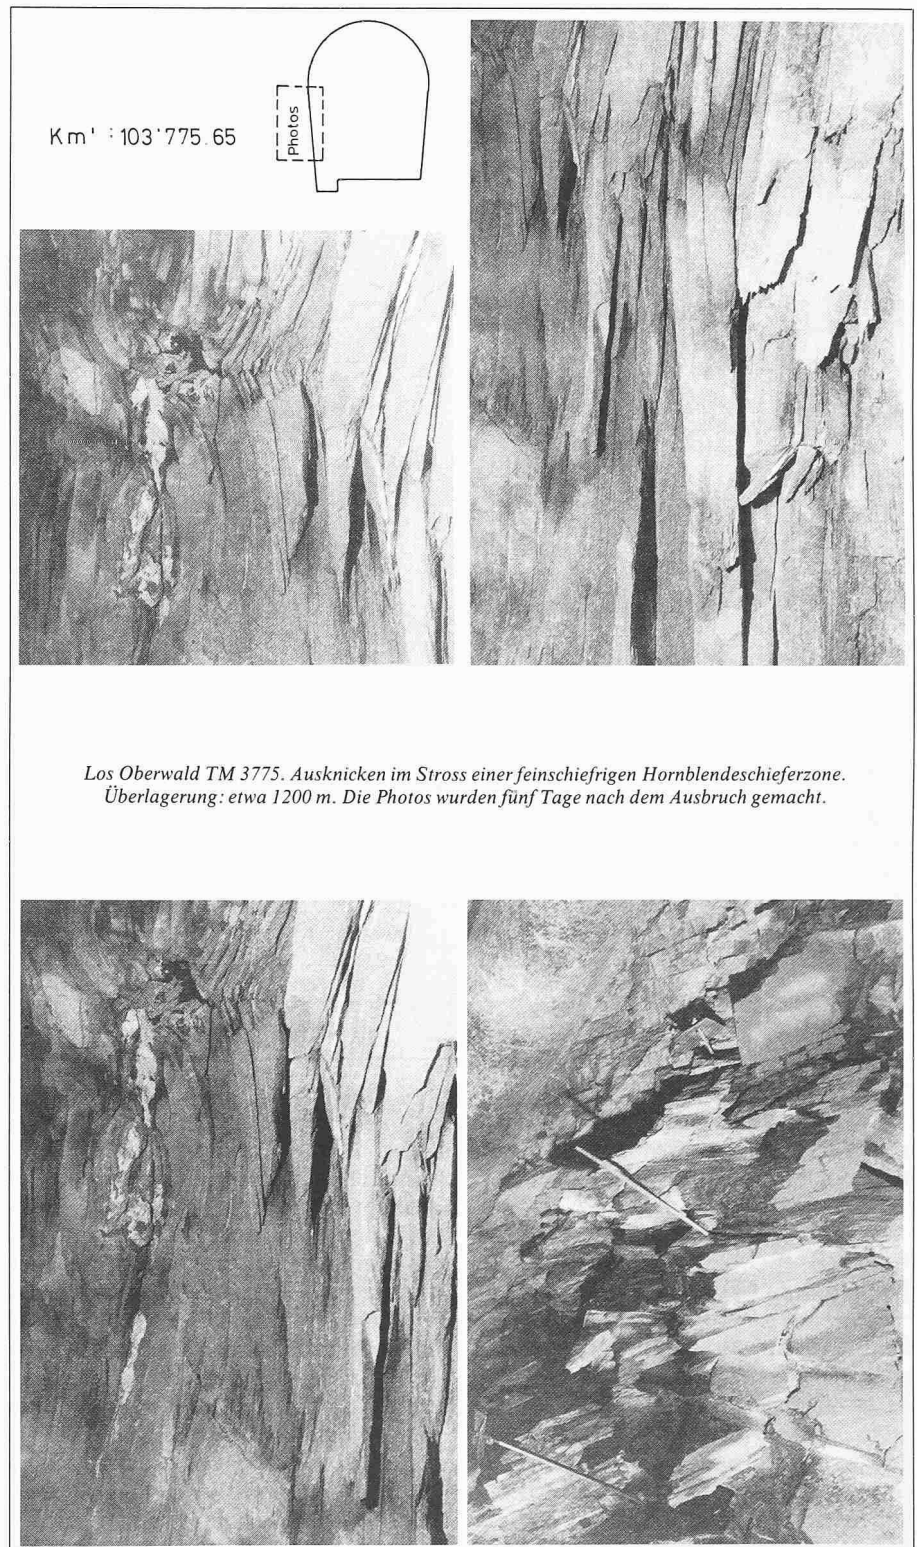 Km' : 103'775.65
Photos
Los Oberwald TM 3775. Ausknicken im Stross einer feinschiefrigen Hornblendeschieferzone.
Überlagerung: etwa 1200 m. Die Photos wurden fünf Tage nach dem Ausbruch gemacht.